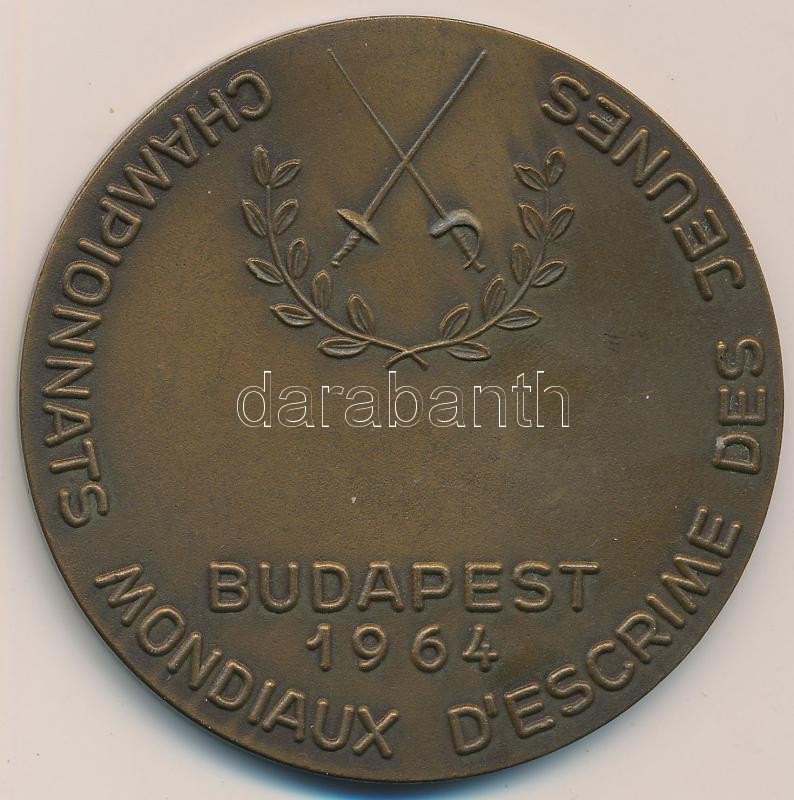 CHAMPIONNATS MONDIAUX D'ESCRIME DES JEUNES
darabanth
BUDAPEST
1964